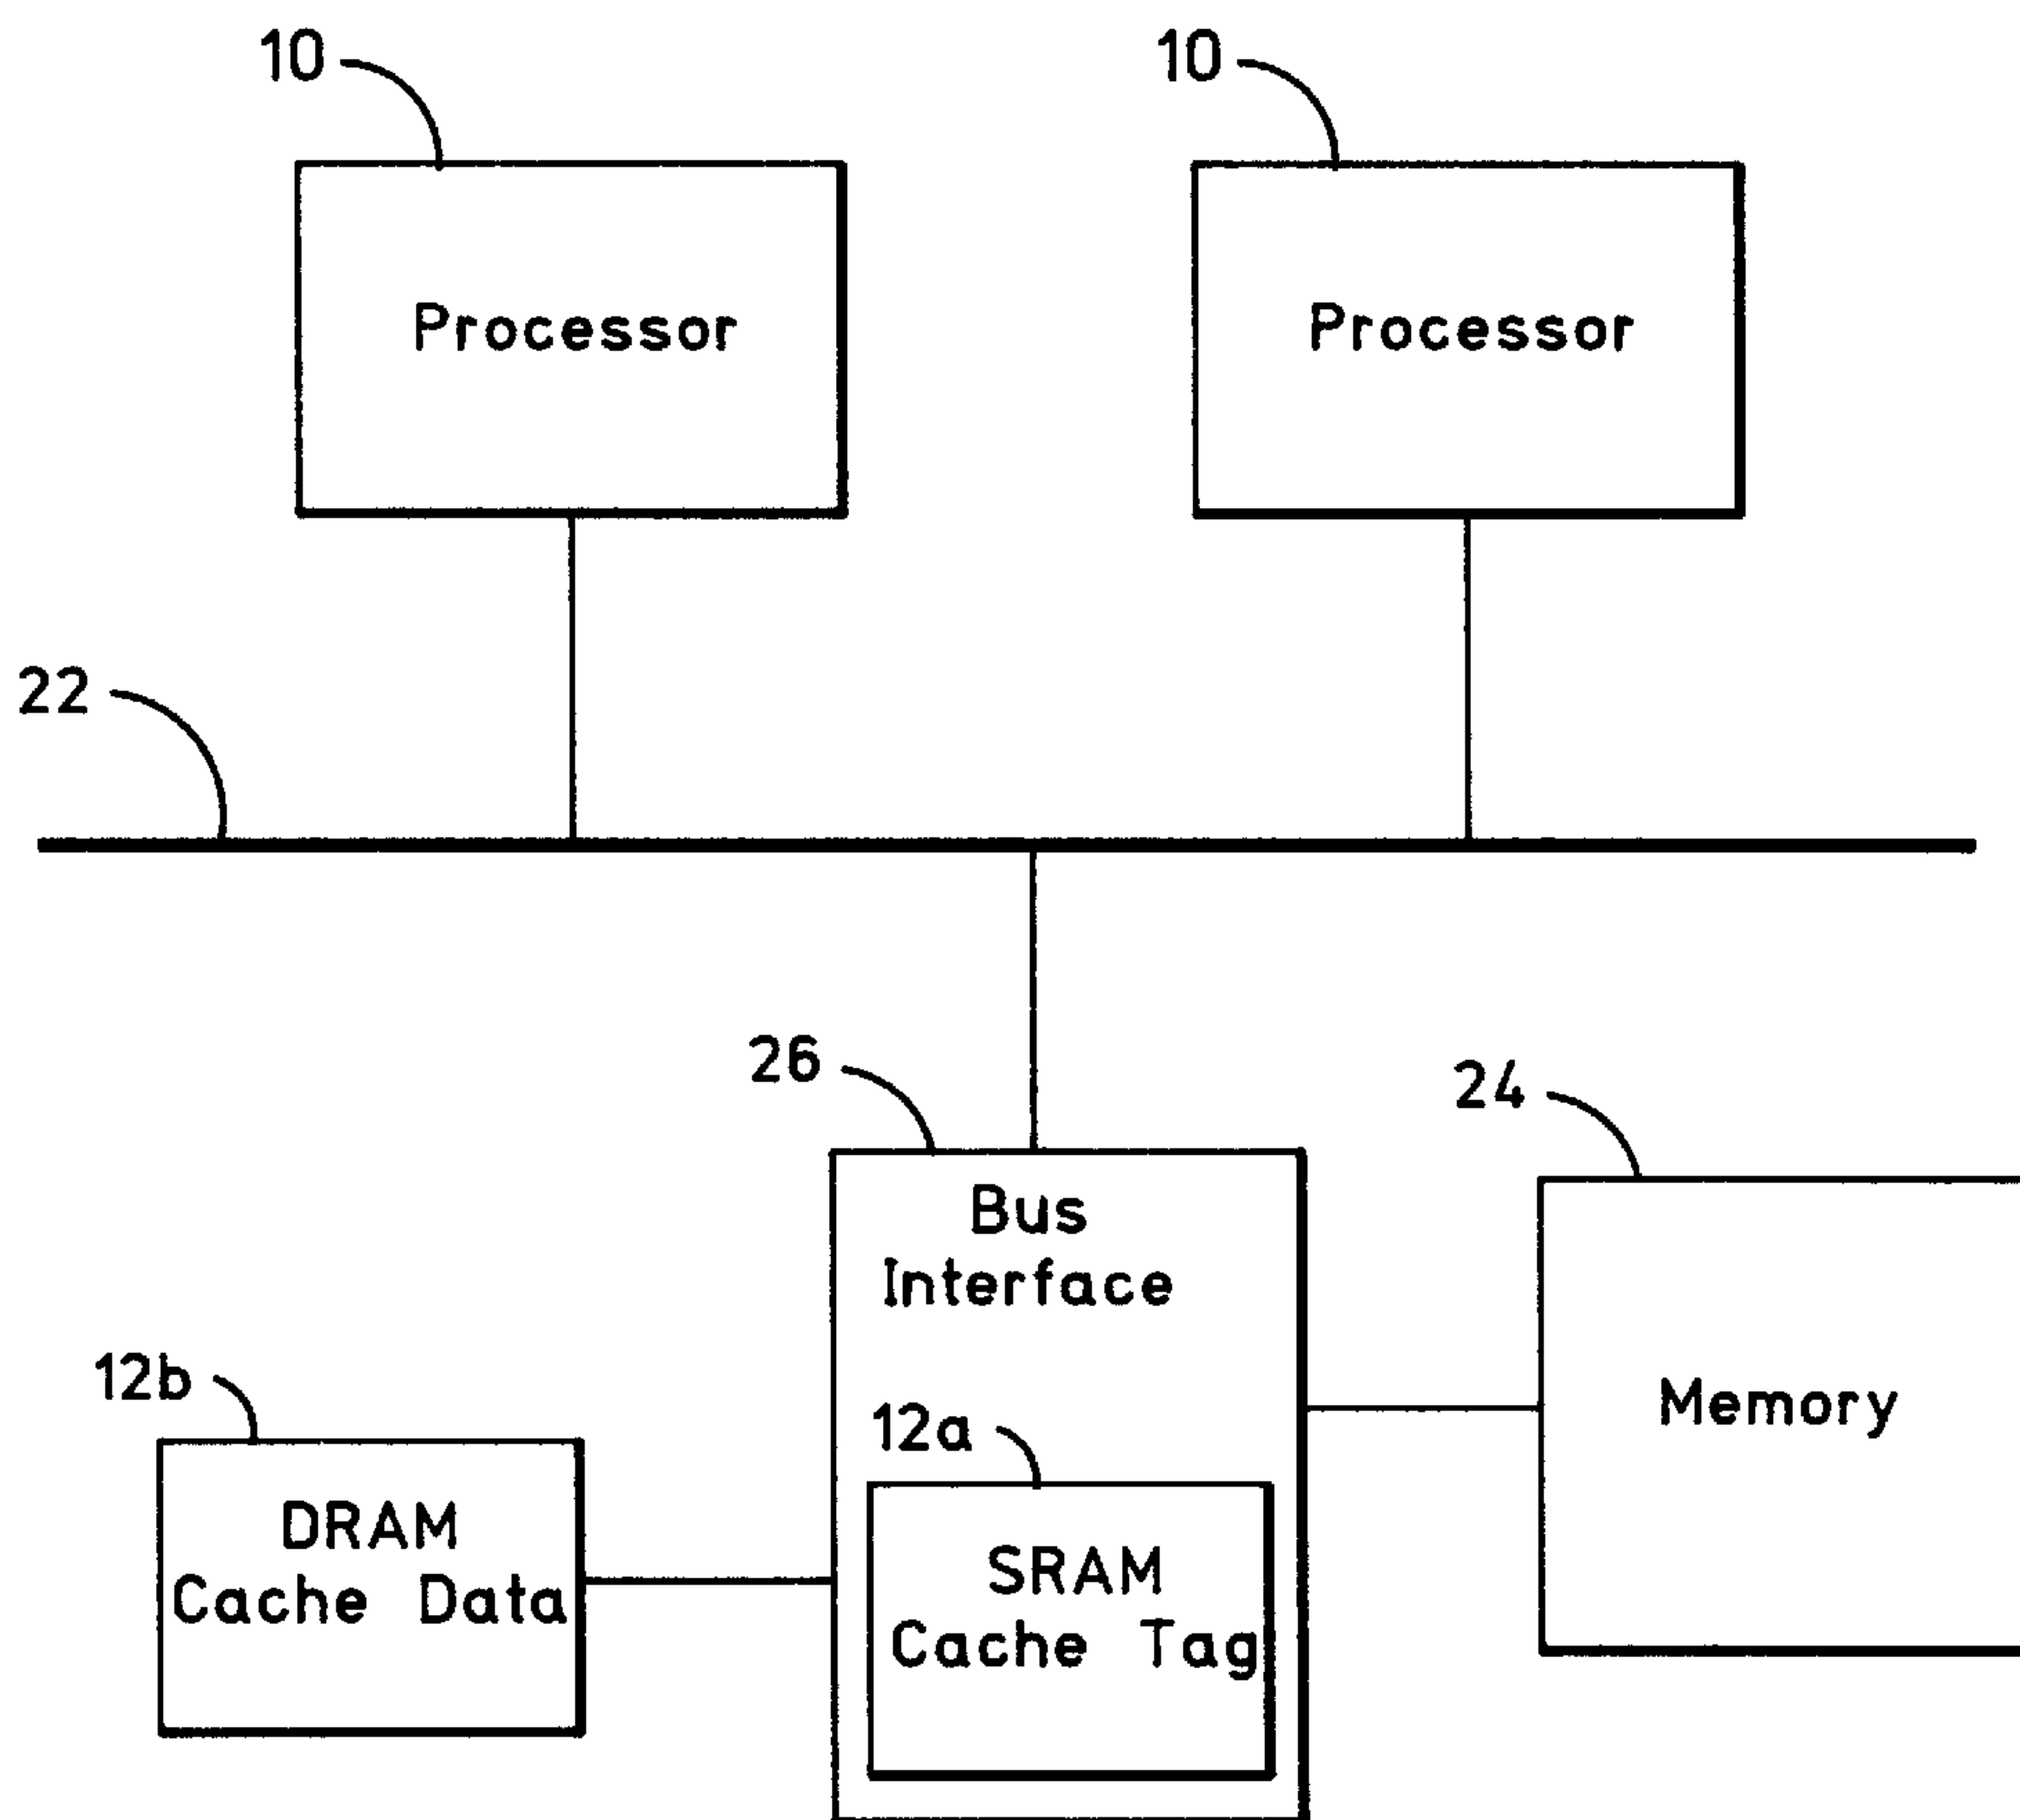 10
10
Processor
Processor
22
26
24
Bus
Interface
12b
12a
Memory
DRAM
Cache Data
SRAM
Cache Tag